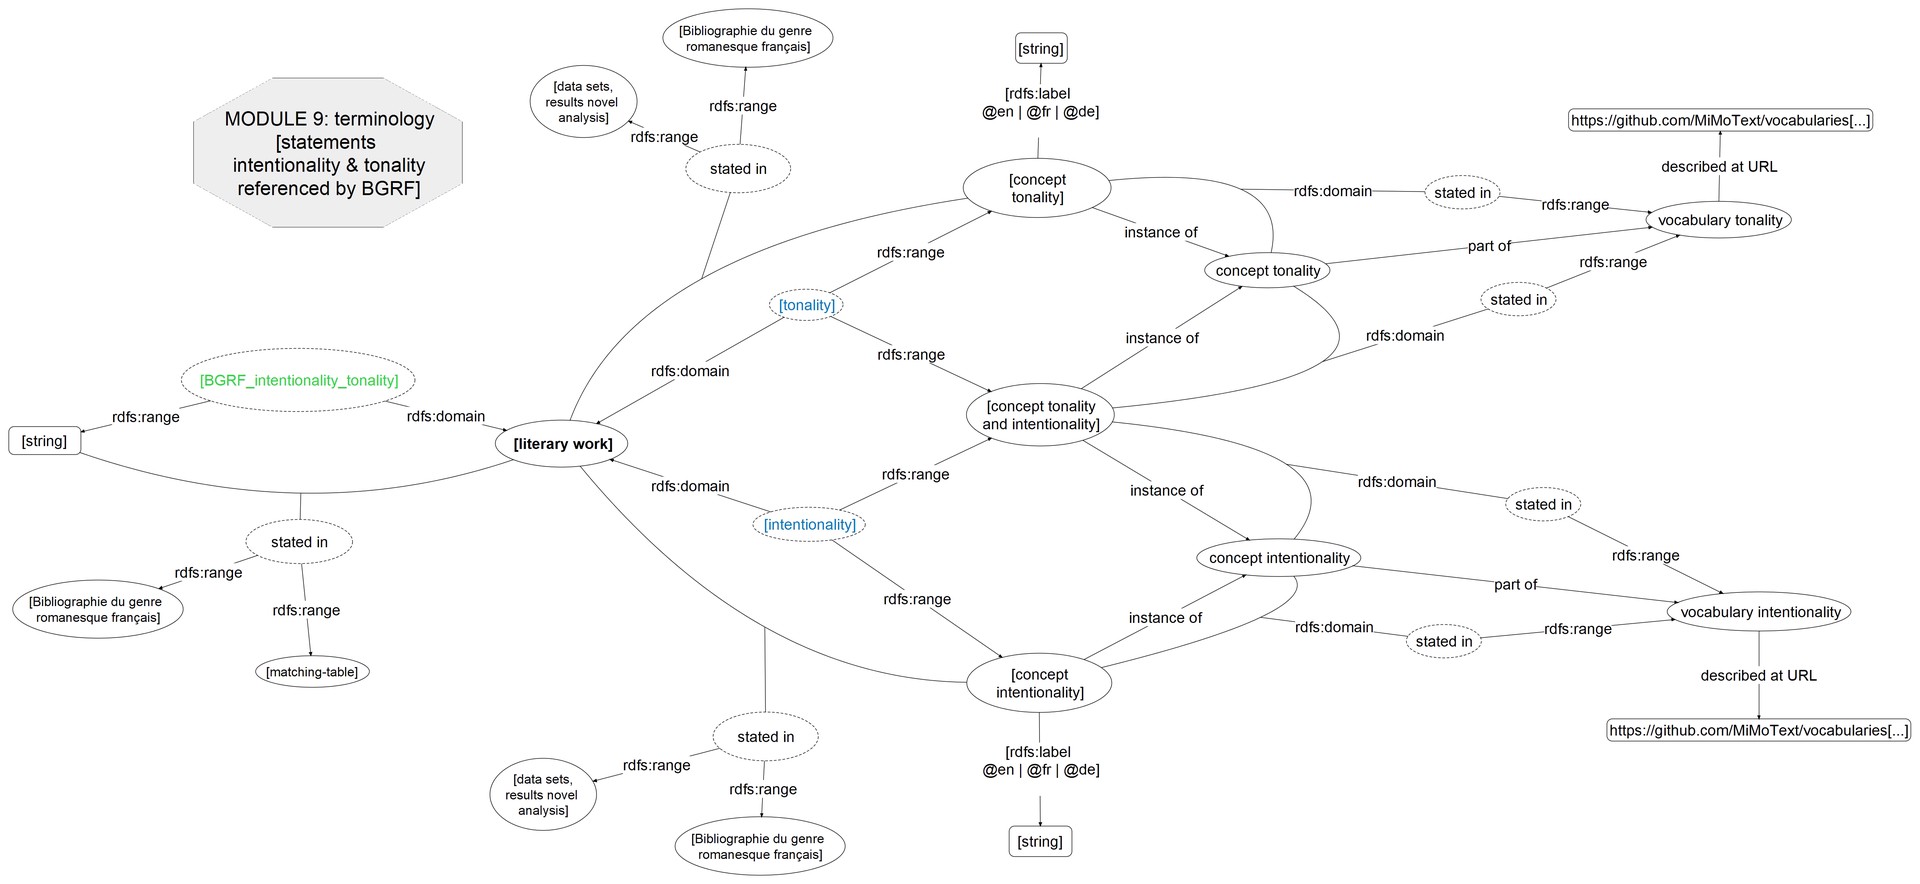 MODULE 9: terminology
[statements
intentionality & tonality
referenced by BGRF]
[Bibliographie du genre
romanesque français]
[data sets,
results novel
analysis]
rdfs:range
rdfs:range
stated in
[string]
[rdfs:label
@en | @fr | @de]
[concept
tonality]
instance of
concept tonality
rdfs:domain
stated in
rdfs:range
https://github.com/MiMoText/vocabularies[...]
described at URL
vocabulary tonality
part of
rdfs:range
stated in
rdfs:domain
rdfs:range
[tonality]
rdfs:range
rdfs:domain
instance of
[BGRF_intentionality_tonality]
rdfs:range
rdfs:domain
[string]
[literary work]
[concept tonality
and intentionality]
rdfs:domain
rdfs:range
[intentionality]
instance of
rdfs:domain
stated in
rdfs:range
stated in
rdfs:range
[Bibliographie du genre
romanesque français]
rdfs:range
[matching-table]
rdfs:range
concept intentionality
part of
vocabulary intentionality
instance of
rdfs:domain
stated in
rdfs:range
[concept
intentionality]
described at URL
https://github.com/MiMoText/vocabularies[...]
stated in
rdfs:range
[data sets,
results novel
analysis]
rdfs:range
[Bibliographie du genre
romanesque français]
[rdfs:label
@en | @fr | @de]
[string]